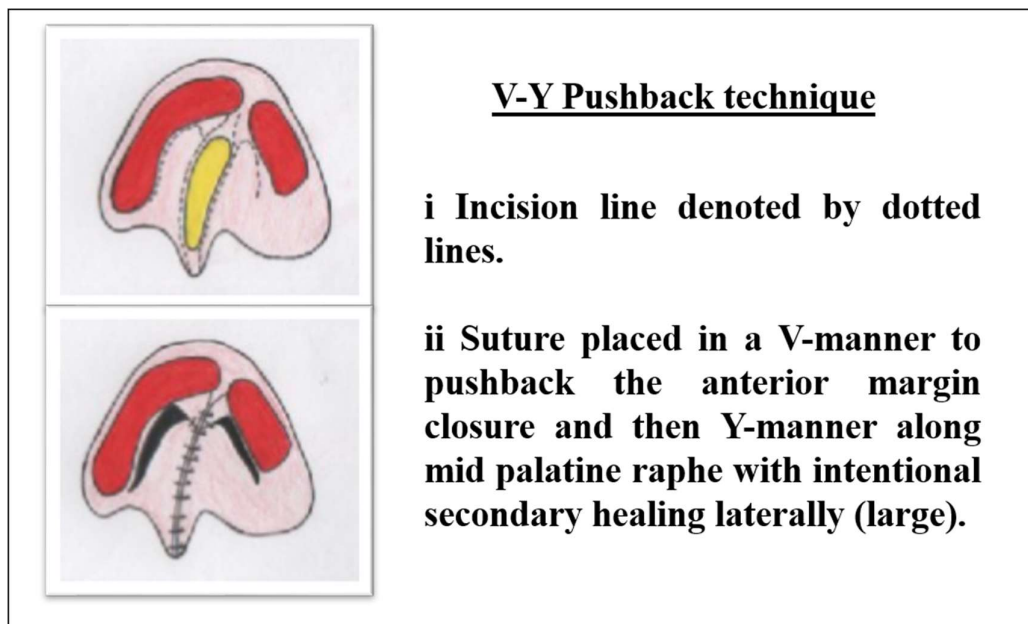 V-Y Pushback technique
i Incision line denoted by dotted
lines.
ii Suture placed in a V-manner to
pushback the anterior margin
closure and then Y-manner along
mid palatine raphe with intentional
secondary healing laterally (large).